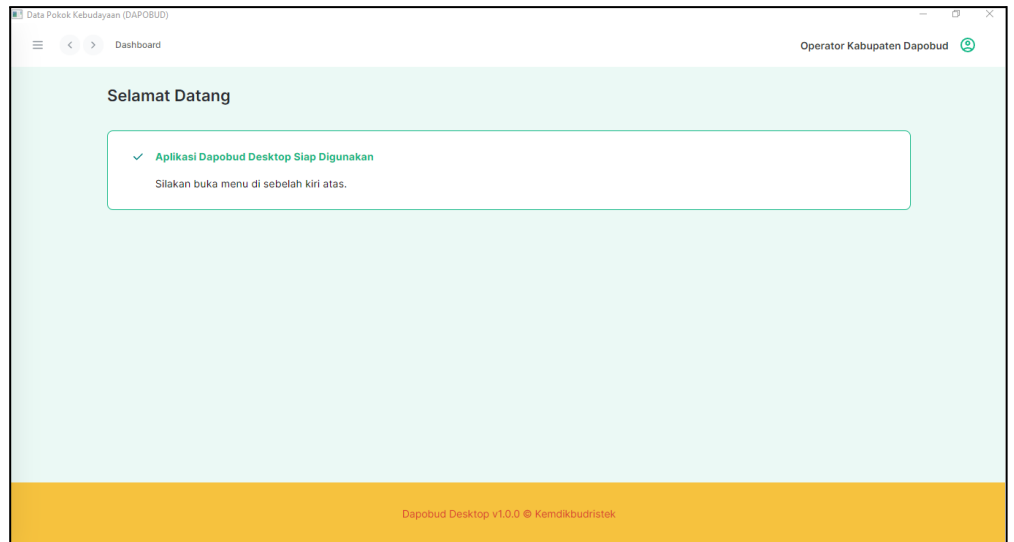 Data Pokok Kebudayaan (DAPOBUD)
Dashboard
Operator Kabupaten Dapobud
Selamat Datang
Aplikasi Dapobud Desktop Siap Digunakan
Silakan buka menu di sebelah kiri atas.
Dapobud Desktop v1.0.0 © Kemdikbudristek